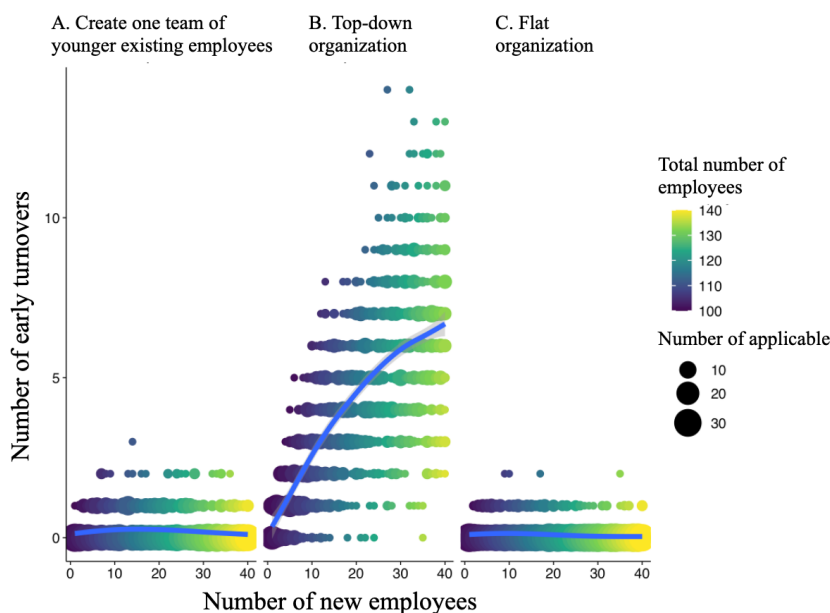 A. Create one team of
younger existing employees
B. Top-down
organization
C. Flat
organization
Number of early turnovers
10
5
0
0 10 20 30 40
0 10 20 30 40
0 10 20 30 40
Number of new employees
Total number of
employees
140
130
120
110
100
Number of applicable
10
20
30